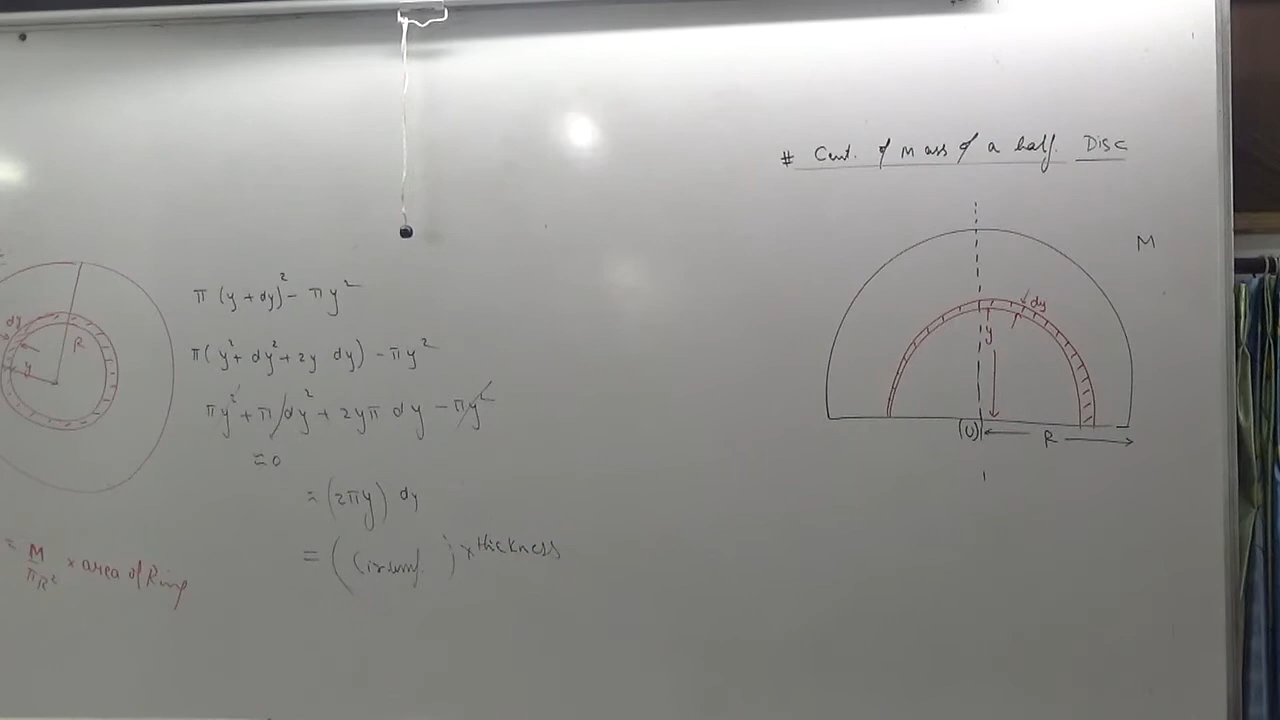 # Cent. of Mass of a half Disc
M
dy
y
(0)
R
dy
R
y
π (y + dy)² - πy²
π(y² + dy² + 2y dy) - πy²
πy² + π dy² + 2yπ dy - πy²
≈ 0
≈ (2πy) dy
= (Circumf.) × thickness
= M/πR² × area of Ring